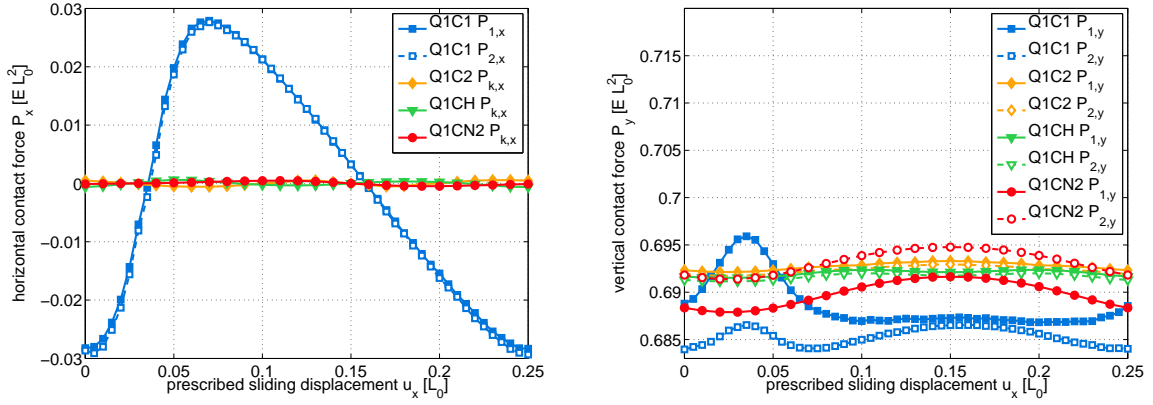 0.03
0.02
0.01
0
−0.01
−0.02
−0.03
horizontal contact force P_x [E L_0^2]
0 0.05 0.1 0.15 0.2 0.25
prescribed sliding displacement u_x [L_0]
Q1C1 P_1,x
Q1C1 P_2,x
Q1C2 P_k,x
Q1CH P_k,x
Q1CN2 P_k,x
0.715
0.71
0.705
0.7
0.695
0.69
0.685
vertical contact force P_y [E L_0^2]
0 0.05 0.1 0.15 0.2 0.25
prescribed sliding displacement u_x [L_0]
Q1C1 P_1,y
Q1C1 P_2,y
Q1C2 P_1,y
Q1C2 P_2,y
Q1CH P_1,y
Q1CH P_2,y
Q1CN2 P_1,y
Q1CN2 P_2,y